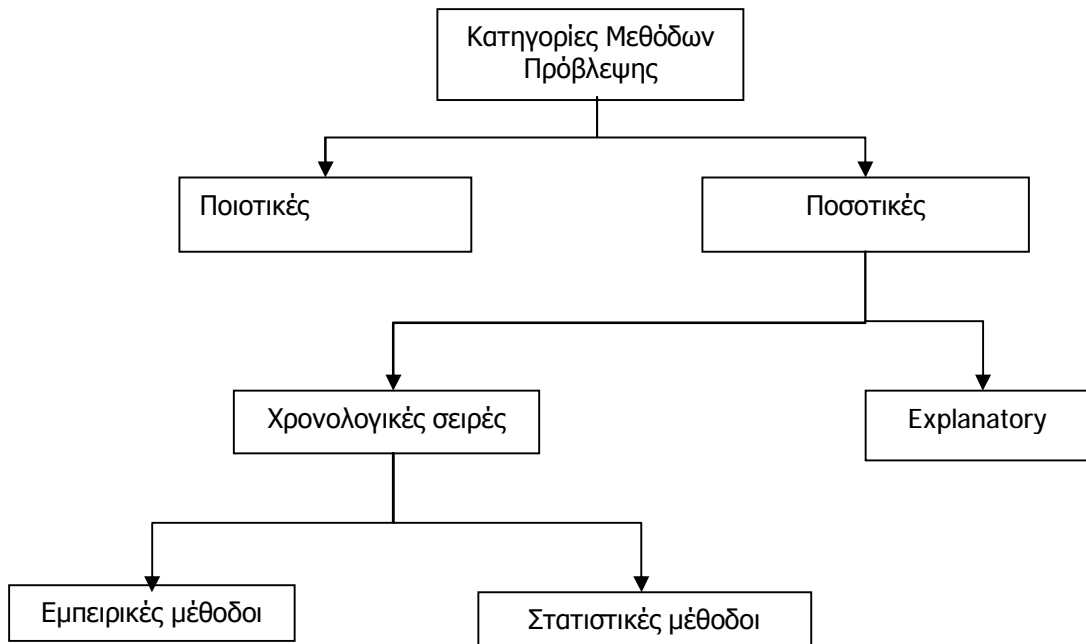 Κατηγορίες Μεθόδων
Πρόβλεψης
Ποιοτικές
Ποσοτικές
Χρονολογικές σειρές
Explanatory
Εμπειρικές μέθοδοι
Στατιστικές μέθοδοι